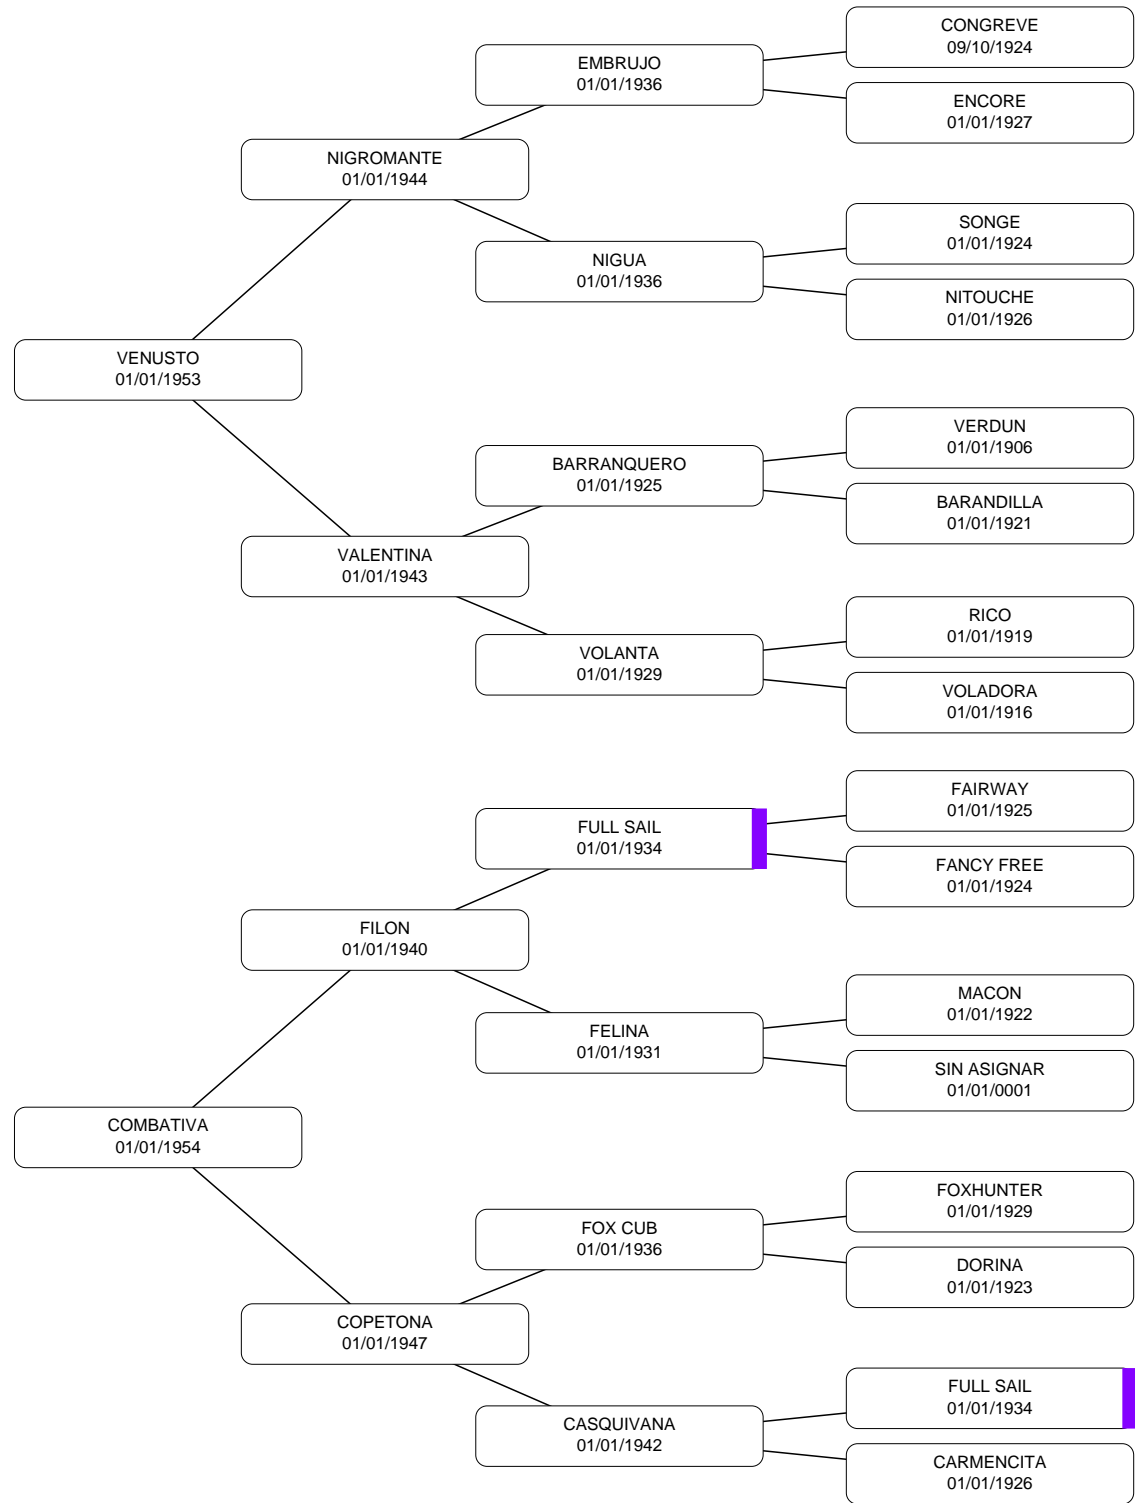 CONGREVE
09/10/1924
EMBRUJO
01/01/1936
ENCORE
01/01/1927
NIGROMANTE
01/01/1944
SONGE
01/01/1924
NIGUA
01/01/1936
NITOUCHE
01/01/1926
VENUSTO
01/01/1953
VERDUN
01/01/1906
BARRANQUERO
01/01/1925
BARANDILLA
01/01/1921
VALENTINA
01/01/1943
RICO
01/01/1919
VOLANTA
01/01/1929
VOLADORA
01/01/1916
FAIRWAY
01/01/1925
FULL SAIL
01/01/1934
FANCY FREE
01/01/1924
FILON
01/01/1940
MACON
01/01/1922
FELINA
01/01/1931
SIN ASIGNAR
01/01/0001
COMBATIVA
01/01/1954
FOXHUNTER
01/01/1929
FOX CUB
01/01/1936
DORINA
01/01/1923
COPETONA
01/01/1947
FULL SAIL
01/01/1934
CASQUIVANA
01/01/1942
CARMENCITA
01/01/1926